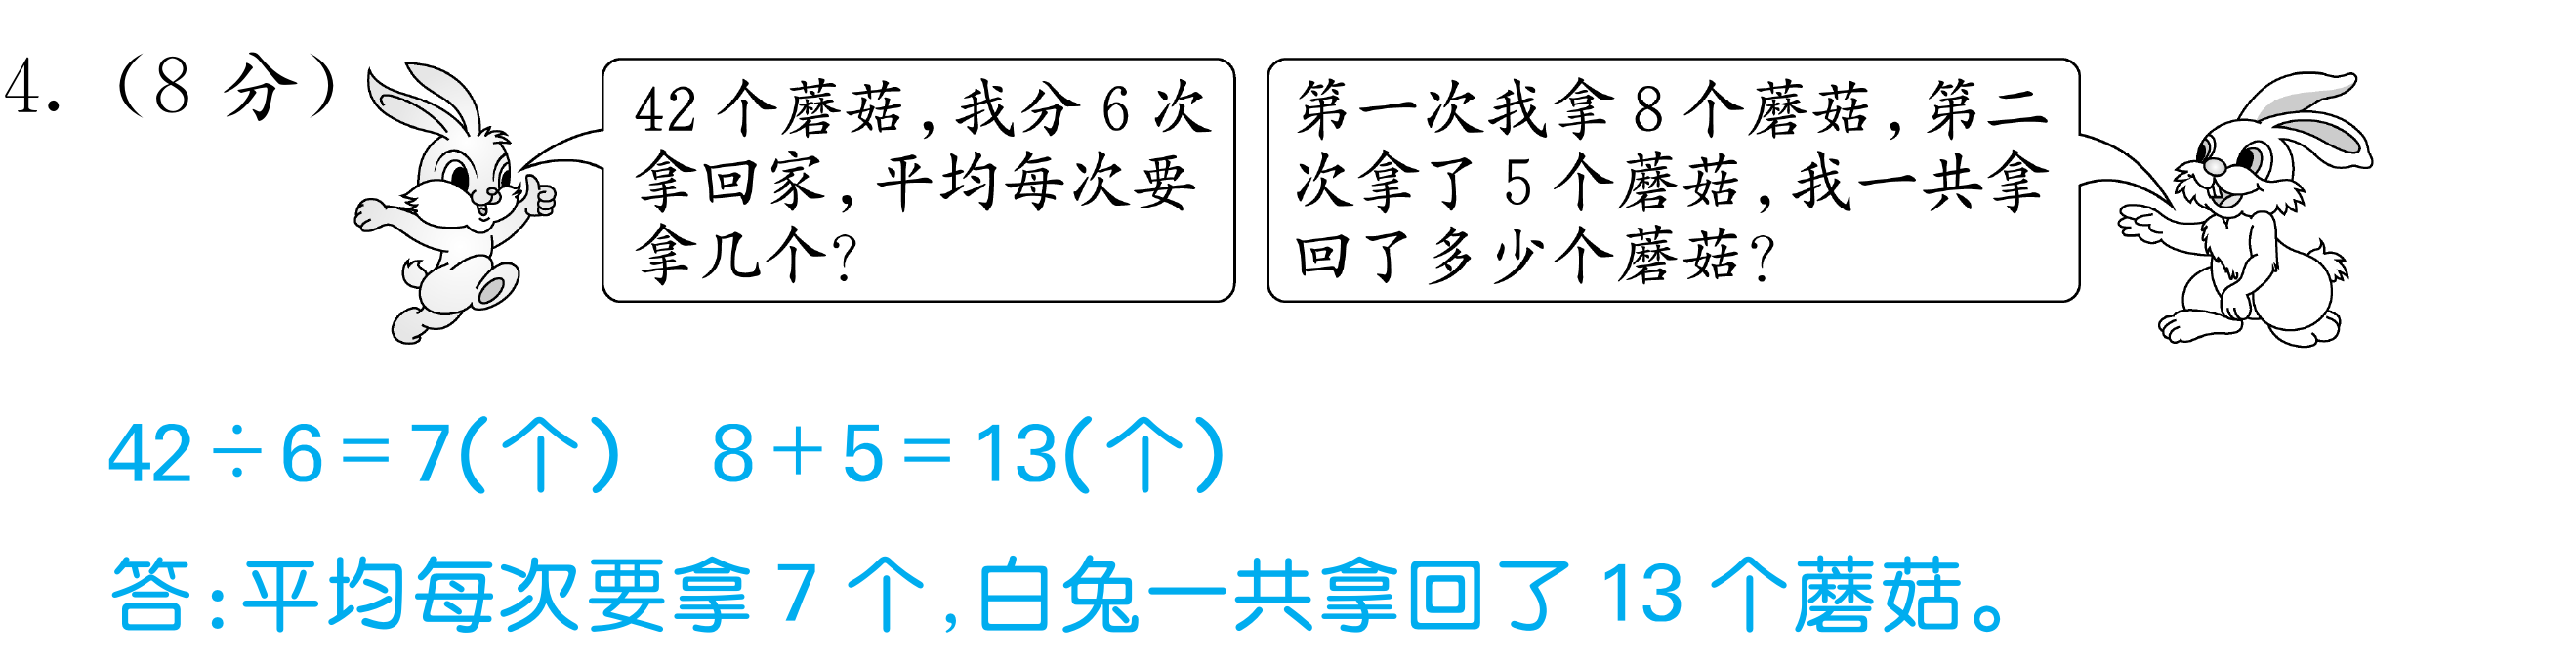 4.（8 分）
42 个蘑菇，我分 6 次
拿回家，平均每次要
拿几个？
第一次我拿 8 个蘑菇，第二
次拿了 5 个蘑菇，我一共拿
回了多少个蘑菇？
42÷6=7(个)　8+5=13(个)
答:平均每次要拿 7 个,白兔一共拿回了 13 个蘑菇。